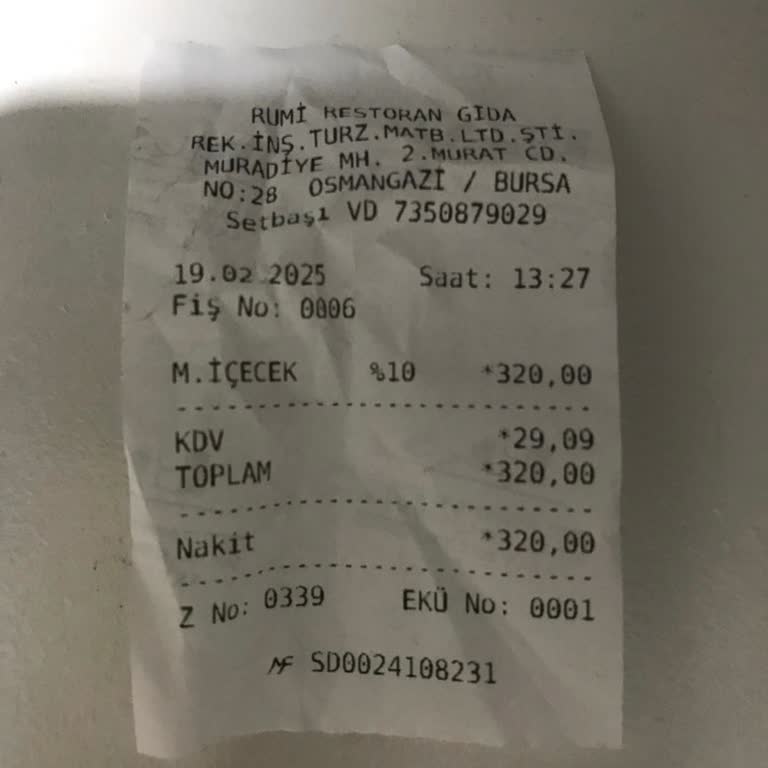 RUMİ RESTORAN GIDA
REK.İNŞ.TURZ.MATB.LTD.ŞTİ.
MURADİYE MH. 2.MURAT CD.
NO:28 OSMANGAZİ / BURSA
Setbaşı VD 7350879029
19.02.2025 Saat: 13:27
Fiş No: 0006
M.İÇECEK %10 *320,00
KDV *29,09
TOPLAM *320,00
Nakit *320,00
Z No: 0339 EKÜ No: 0001
MF SD0024108231